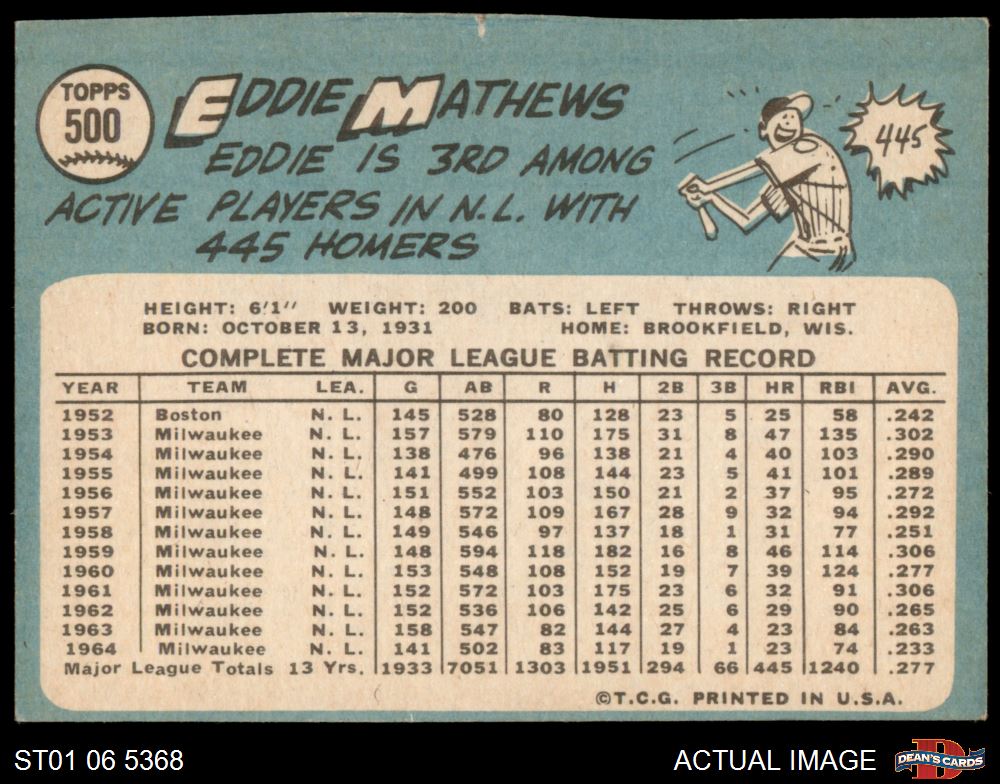 TOPPS
500
EDDIE MATHEWS
EDDIE IS 3RD AMONG
ACTIVE PLAYERS IN N.L. WITH
445 HOMERS
445
HEIGHT: 6'1" WEIGHT: 200 BATS: LEFT THROWS: RIGHT
BORN: OCTOBER 13, 1931 HOME: BROOKFIELD, WIS.
COMPLETE MAJOR LEAGUE BATTING RECORD
YEAR TEAM LEA. G AB R H 2B 3B HR RBI AVG.
1952 Boston N. L. 145 528 80 128 23 5 25 58 .242
1953 Milwaukee N. L. 157 579 110 175 31 8 47 135 .302
1954 Milwaukee N. L. 138 476 96 138 21 4 40 103 .290
1955 Milwaukee N. L. 141 499 108 144 23 5 41 101 .289
1956 Milwaukee N. L. 151 552 103 150 21 2 37 95 .272
1957 Milwaukee N. L. 148 572 109 167 28 9 32 94 .292
1958 Milwaukee N. L. 149 546 97 137 18 1 31 77 .251
1959 Milwaukee N. L. 148 594 118 182 16 8 46 114 .306
1960 Milwaukee N. L. 153 548 108 152 19 7 39 124 .277
1961 Milwaukee N. L. 152 572 103 175 23 6 32 91 .306
1962 Milwaukee N. L. 152 536 106 142 25 6 29 90 .265
1963 Milwaukee N. L. 158 547 82 144 27 4 23 84 .263
1964 Milwaukee N. L. 141 502 83 117 19 1 23 74 .233
Major League Totals 13 Yrs. 1933 7051 1303 1951 294 66 445 1240 .277
©T.C.G. PRINTED IN U.S.A.
ST01 06 5368
ACTUAL IMAGE
D
DEAN'S CARDS